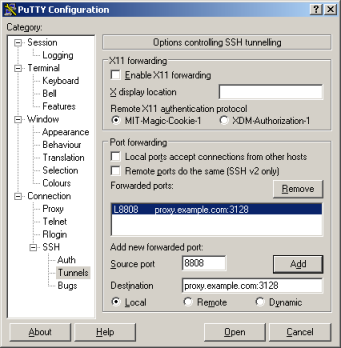 PuTTY Configuration
Category:
Session
Logging
Terminal
Keyboard
Bell
Features
Window
Appearance
Behaviour
Translation
Selection
Colours
Connection
Proxy
Telnet
Rlogin
SSH
Auth
Tunnels
Bugs
Options controlling SSH tunnelling
X11 forwarding
Enable X11 forwarding
X display location
Remote X11 authentication protocol
MIT-Magic-Cookie-1 XDM-Authorization-1
Port forwarding
Local ports accept connections from other hosts
Remote ports do the same (SSH v2 only)
Forwarded ports: Remove
L8808 proxy.example.com:3128
Add new forwarded port:
Source port 8808 Add
Destination proxy.example.com:3128
Local Remote Dynamic
About Help Open Cancel